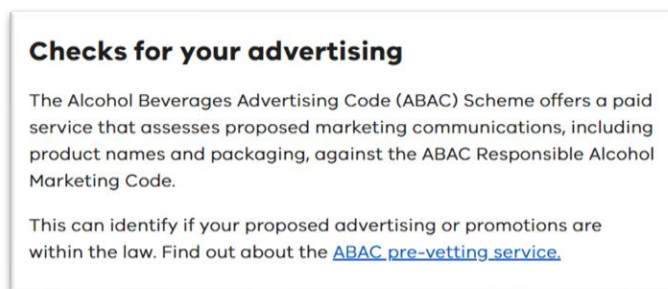 Checks for your advertising
The Alcohol Beverages Advertising Code (ABAC) Scheme offers a paid
service that assesses proposed marketing communications, including
product names and packaging, against the ABAC Responsible Alcohol
Marketing Code.
This can identify if your proposed advertising or promotions are
within the law. Find out about the ABAC pre-vetting service.